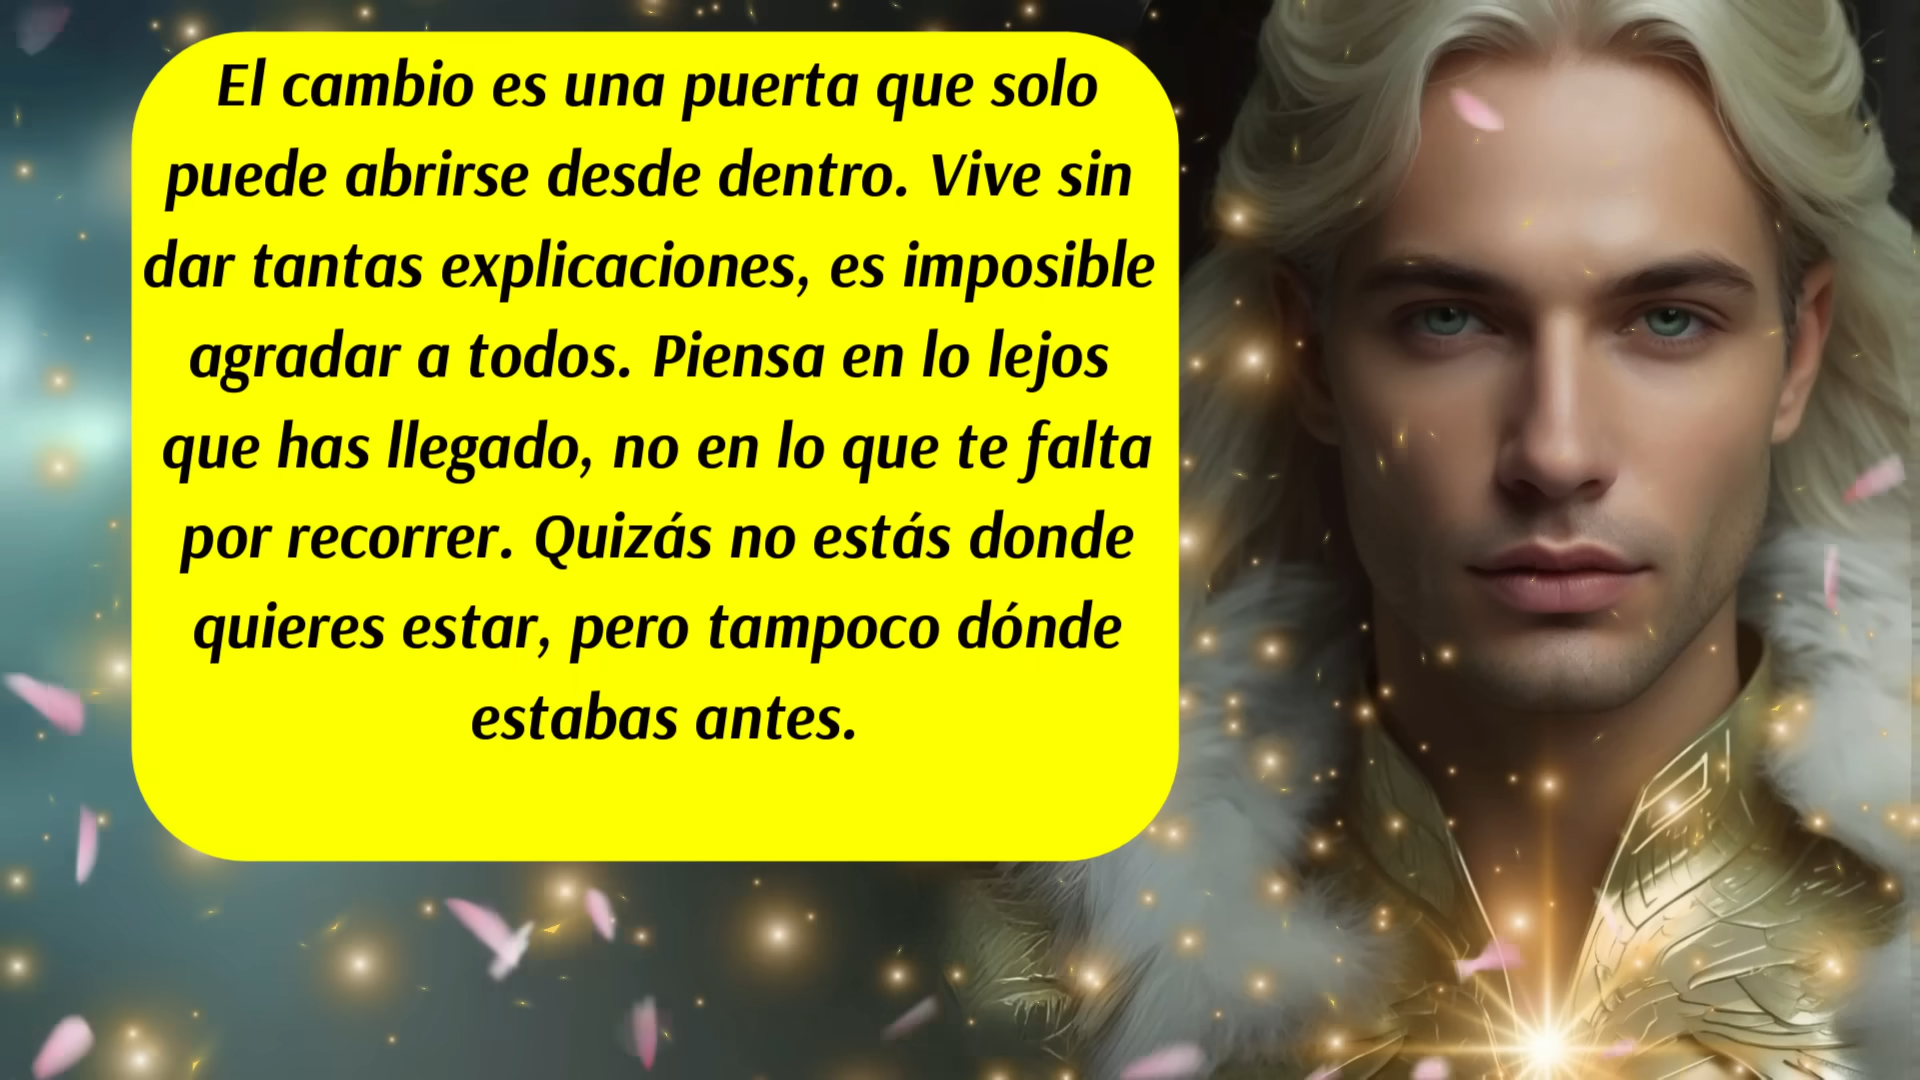 El cambio es una puerta que solo
puede abrirse desde dentro. Vive sin
dar tantas explicaciones, es imposible
agradar a todos. Piensa en lo lejos
que has llegado, no en lo que te falta
por recorrer. Quizás no estás donde
quieres estar, pero tampoco dónde
estabas antes.